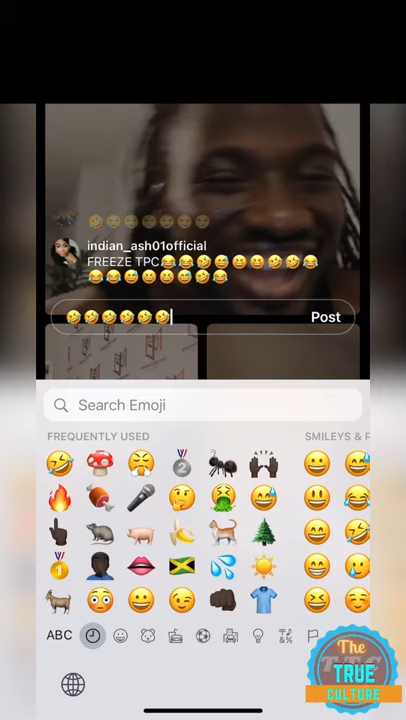 indian_ash01official
FREEZE TPC😂😂🤣😅😆😆🤣🤣😂
😂😂😅😆😆😅🤣😂
🤣🤣🤣🤣🤣🤣
Post
Search Emoji
FREQUENTLY USED
SMILEYS & P
ABC
The
TRUE
CULTURE